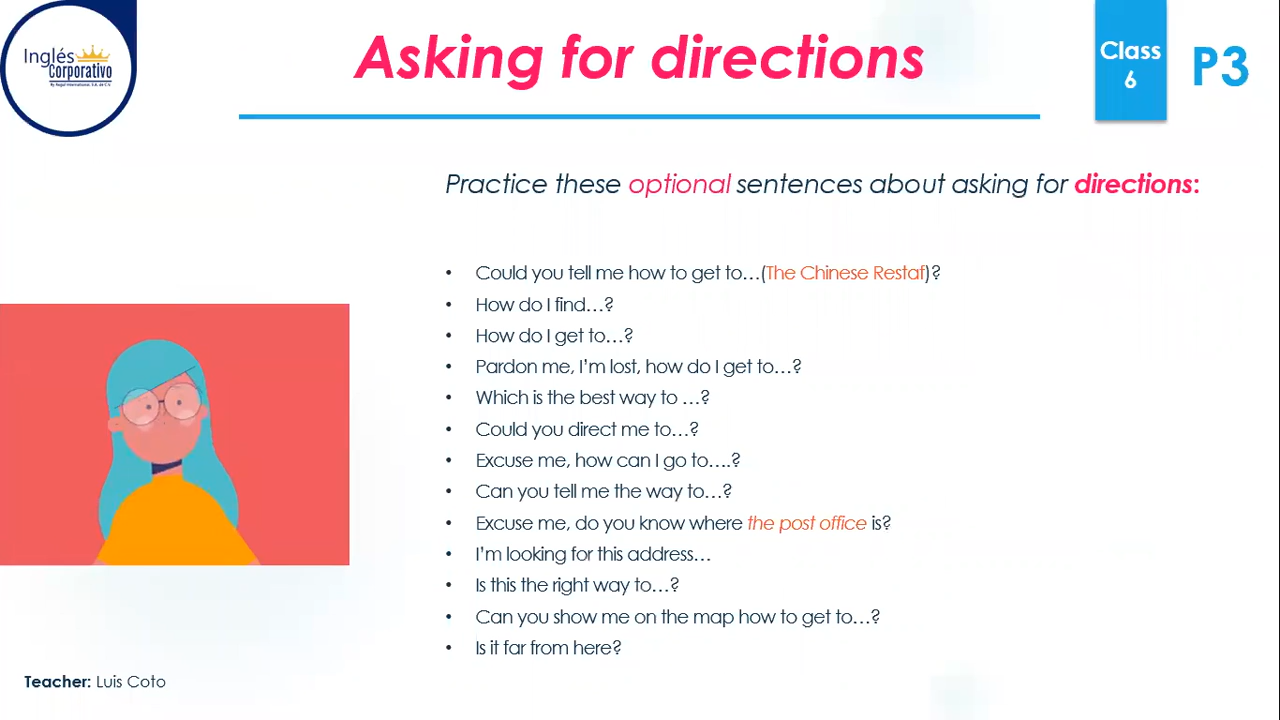 Inglés
Corporativo
Asking for directions
Class
6
P3
Practice these optional sentences about asking for directions:
• Could you tell me how to get to…(The Chinese Restaf)?
• How do I find…?
• How do I get to…?
• Pardon me, I’m lost, how do I get to…?
• Which is the best way to …?
• Could you direct me to…?
• Excuse me, how can I go to….?
• Can you tell me the way to…?
• Excuse me, do you know where the post office is?
• I’m looking for this address…
• Is this the right way to…?
• Can you show me on the map how to get to…?
• Is it far from here?
Teacher: Luis Coto